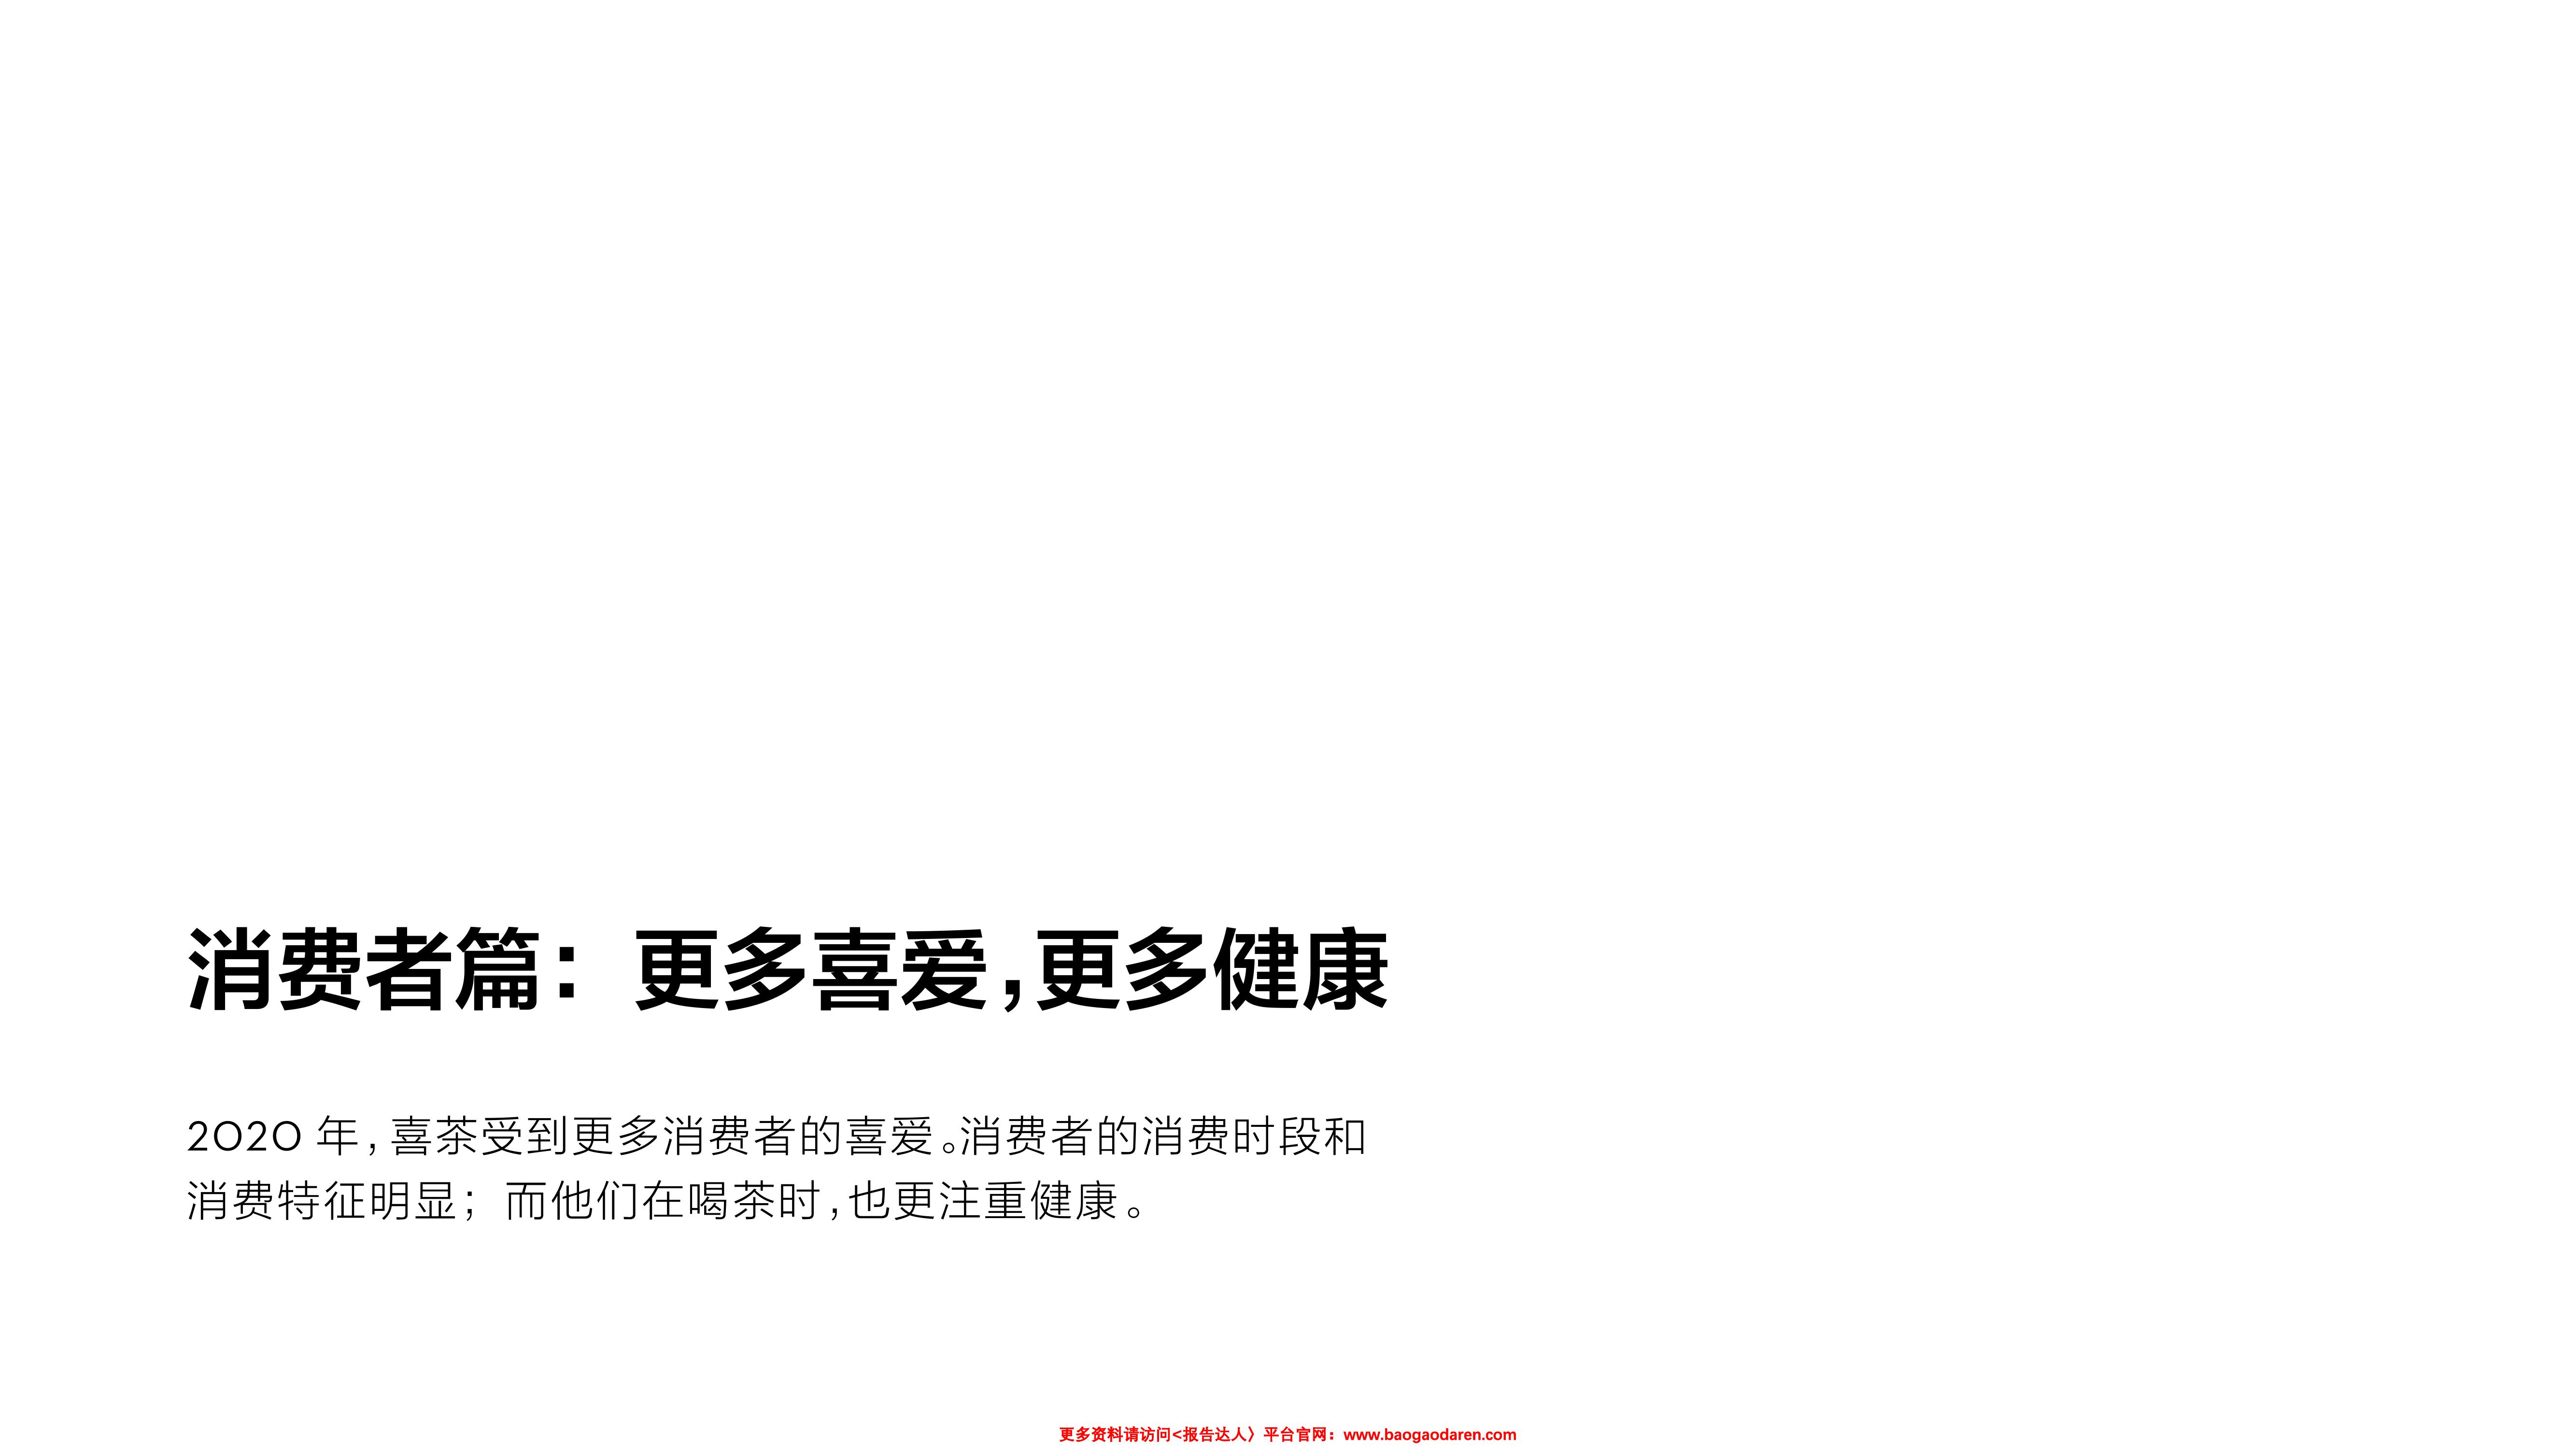 消费者篇：更多喜爱，更多健康
2020 年，喜茶受到更多消费者的喜爱。消费者的消费时段和
消费特征明显；而他们在喝茶时，也更注重健康。
更多资料请访问<报告达人〉平台官网：www.baogaodaren.com